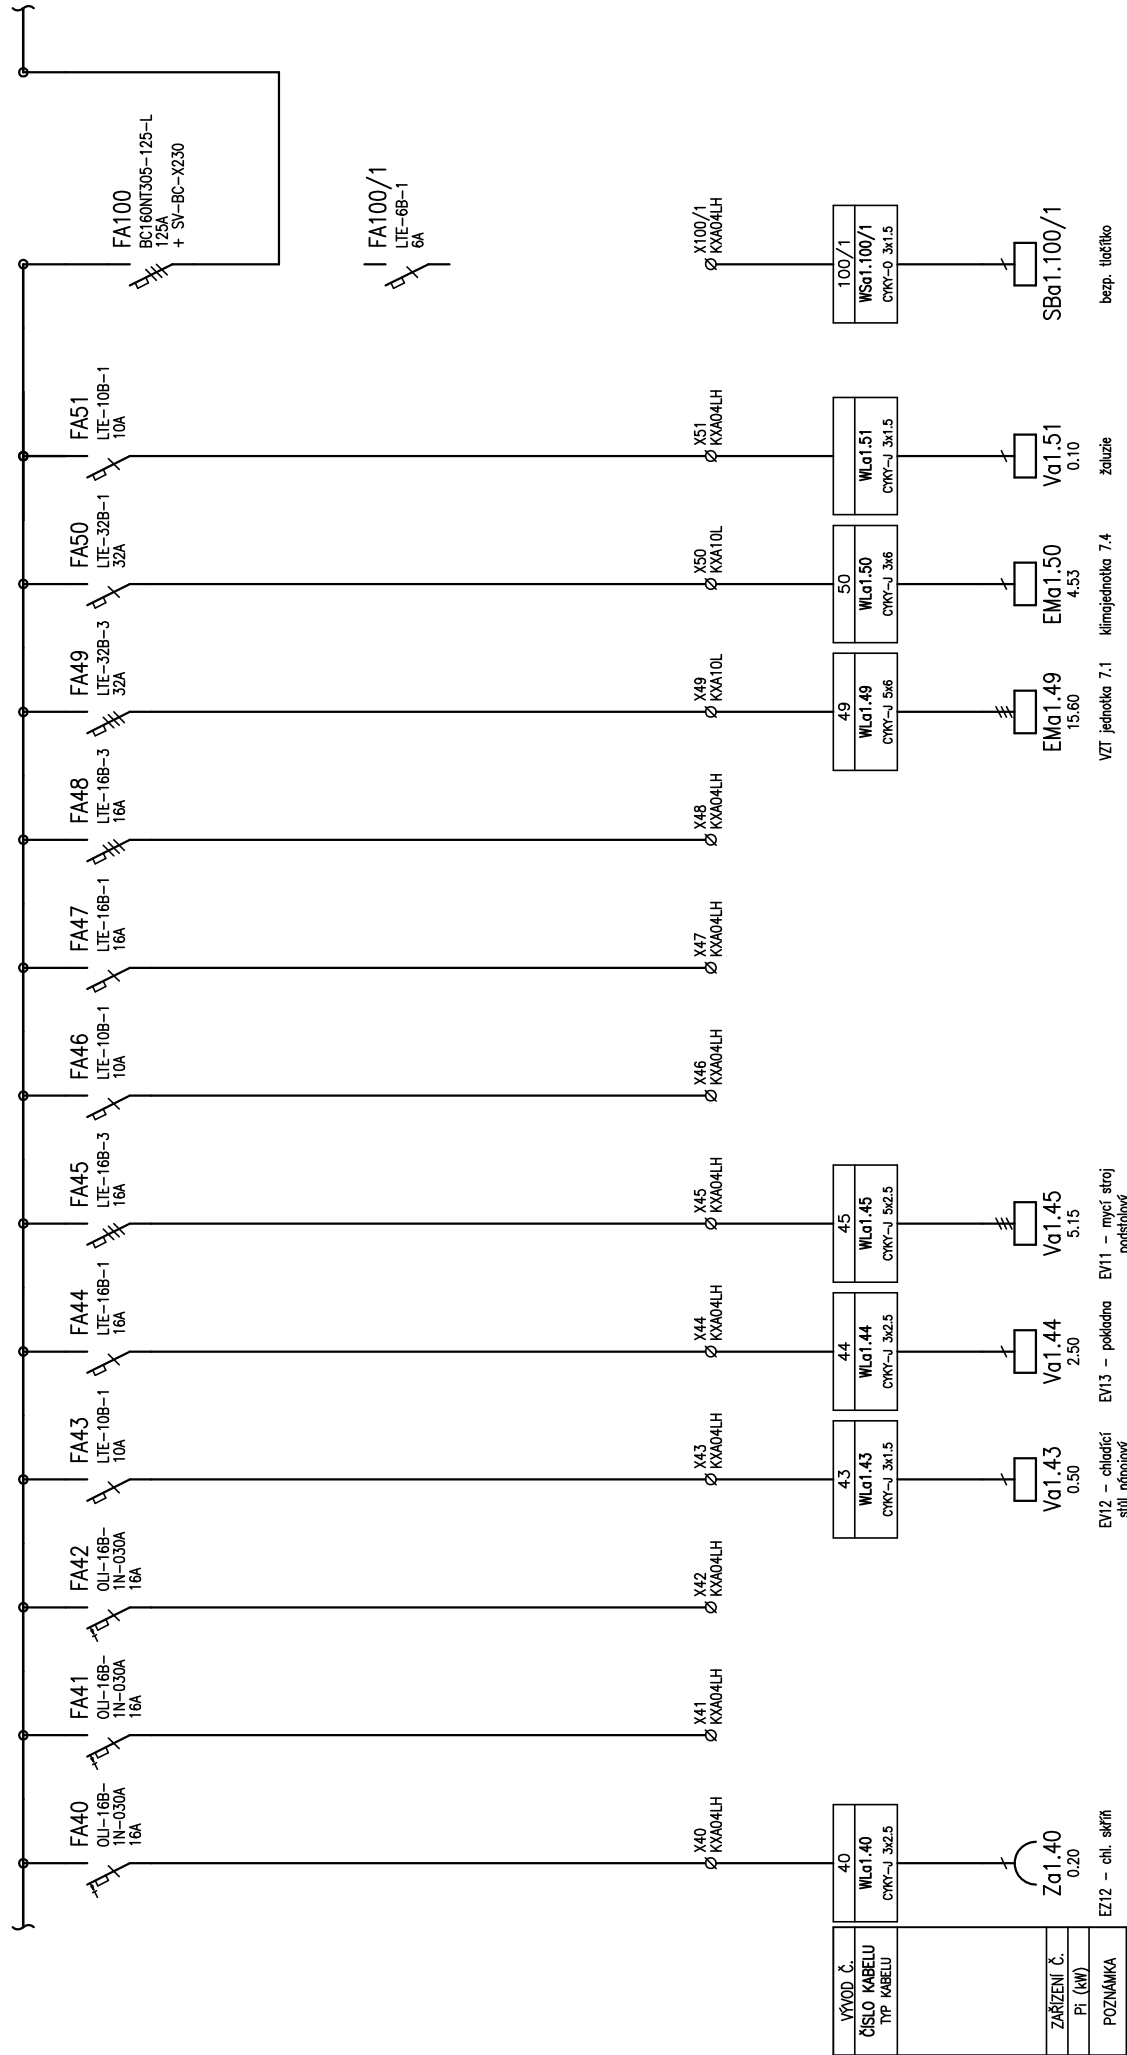 FA40
OLI-16B-
1N-030A
16A
FA41
OLI-16B-
1N-030A
16A
FA42
OLI-16B-
1N-030A
16A
FA43
LTE-10B-1
10A
FA44
LTE-16B-1
16A
FA45
LTE-16B-3
16A
FA46
LTE-10B-1
10A
FA47
LTE-16B-1
16A
FA48
LTE-16B-3
16A
FA49
LTE-32B-3
32A
FA50
LTE-32B-1
32A
FA51
LTE-10B-1
10A
FA100
BC160NT305-125-L
125A
+ SV-BC-X230
FA100/1
LTE-6B-1
6A
X40
KXA04LH
X41
KXA04LH
X42
KXA04LH
X43
KXA04LH
X44
KXA04LH
X45
KXA04LH
X46
KXA04LH
X47
KXA04LH
X48
KXA04LH
X49
KXA10L
X50
KXA10L
X51
KXA04LH
X100/1
KXA04LH
VÝVOD Č.
ČÍSLO KABELU
TYP KABELU
40
WLa1.40
CYKY-J 3x2.5
43
WLa1.43
CYKY-J 3x1.5
44
WLa1.44
CYKY-J 3x2.5
45
WLa1.45
CYKY-J 5x2.5
49
WLa1.49
CYKY-J 5x6
50
WLa1.50
CYKY-J 3x6
WLa1.51
CYKY-J 3x1.5
100/1
WSa1.100/1
CYKY-O 3x1.5
ZAŘÍZENÍ Č.
Pi (kW)
POZNÁMKA
Za1.40
0.20
EZ12 - chl. skříň
Va1.43
0.50
EV12 - chladící
stůl nápojový
Va1.44
2.50
EV13 - pokladna
Va1.45
5.15
EV11 - mycí stroj
podstolový
EMa1.49
15.60
VZT jednotka 7.1
EMa1.50
4.53
klimajednotka 7.4
Va1.51
0.10
žaluzie
SBa1.100/1
bezp. tlačítko